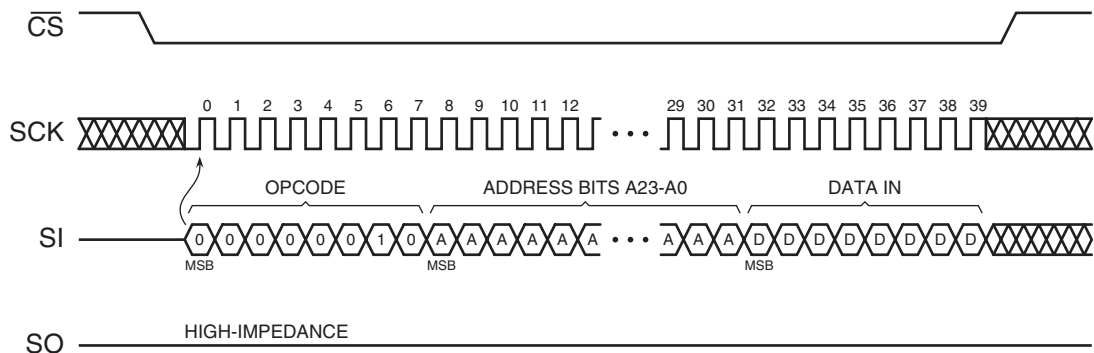 CS
0 1 2 3 4 5 6 7 8 9 10 11 12 29 30 31 32 33 34 35 36 37 38 39
SCK
OPCODE ADDRESS BITS A23-A0 DATA IN
SI 0 0 0 0 0 0 1 0 A A A A A A A A A D D D D D D D D
MSB MSB MSB
HIGH-IMPEDANCE
SO